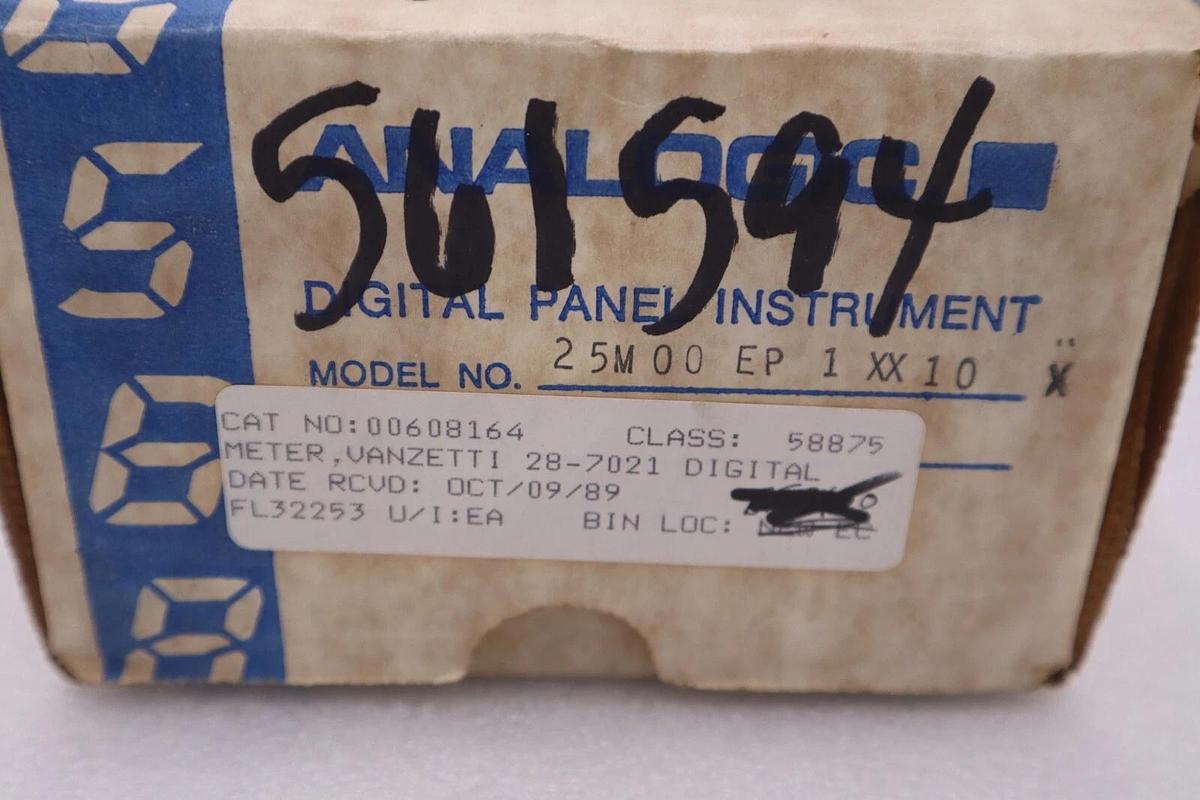 561594
ANALOGIC
DIGITAL PANEL INSTRUMENT
MODEL NO. 25M00 EP 1 XX10 X
CAT NO:00608164 CLASS: 58875
METER,VANZETTI 28-7021 DIGITAL
DATE RCVD: OCT/09/89
FL32253 U/I:EA BIN LOC: